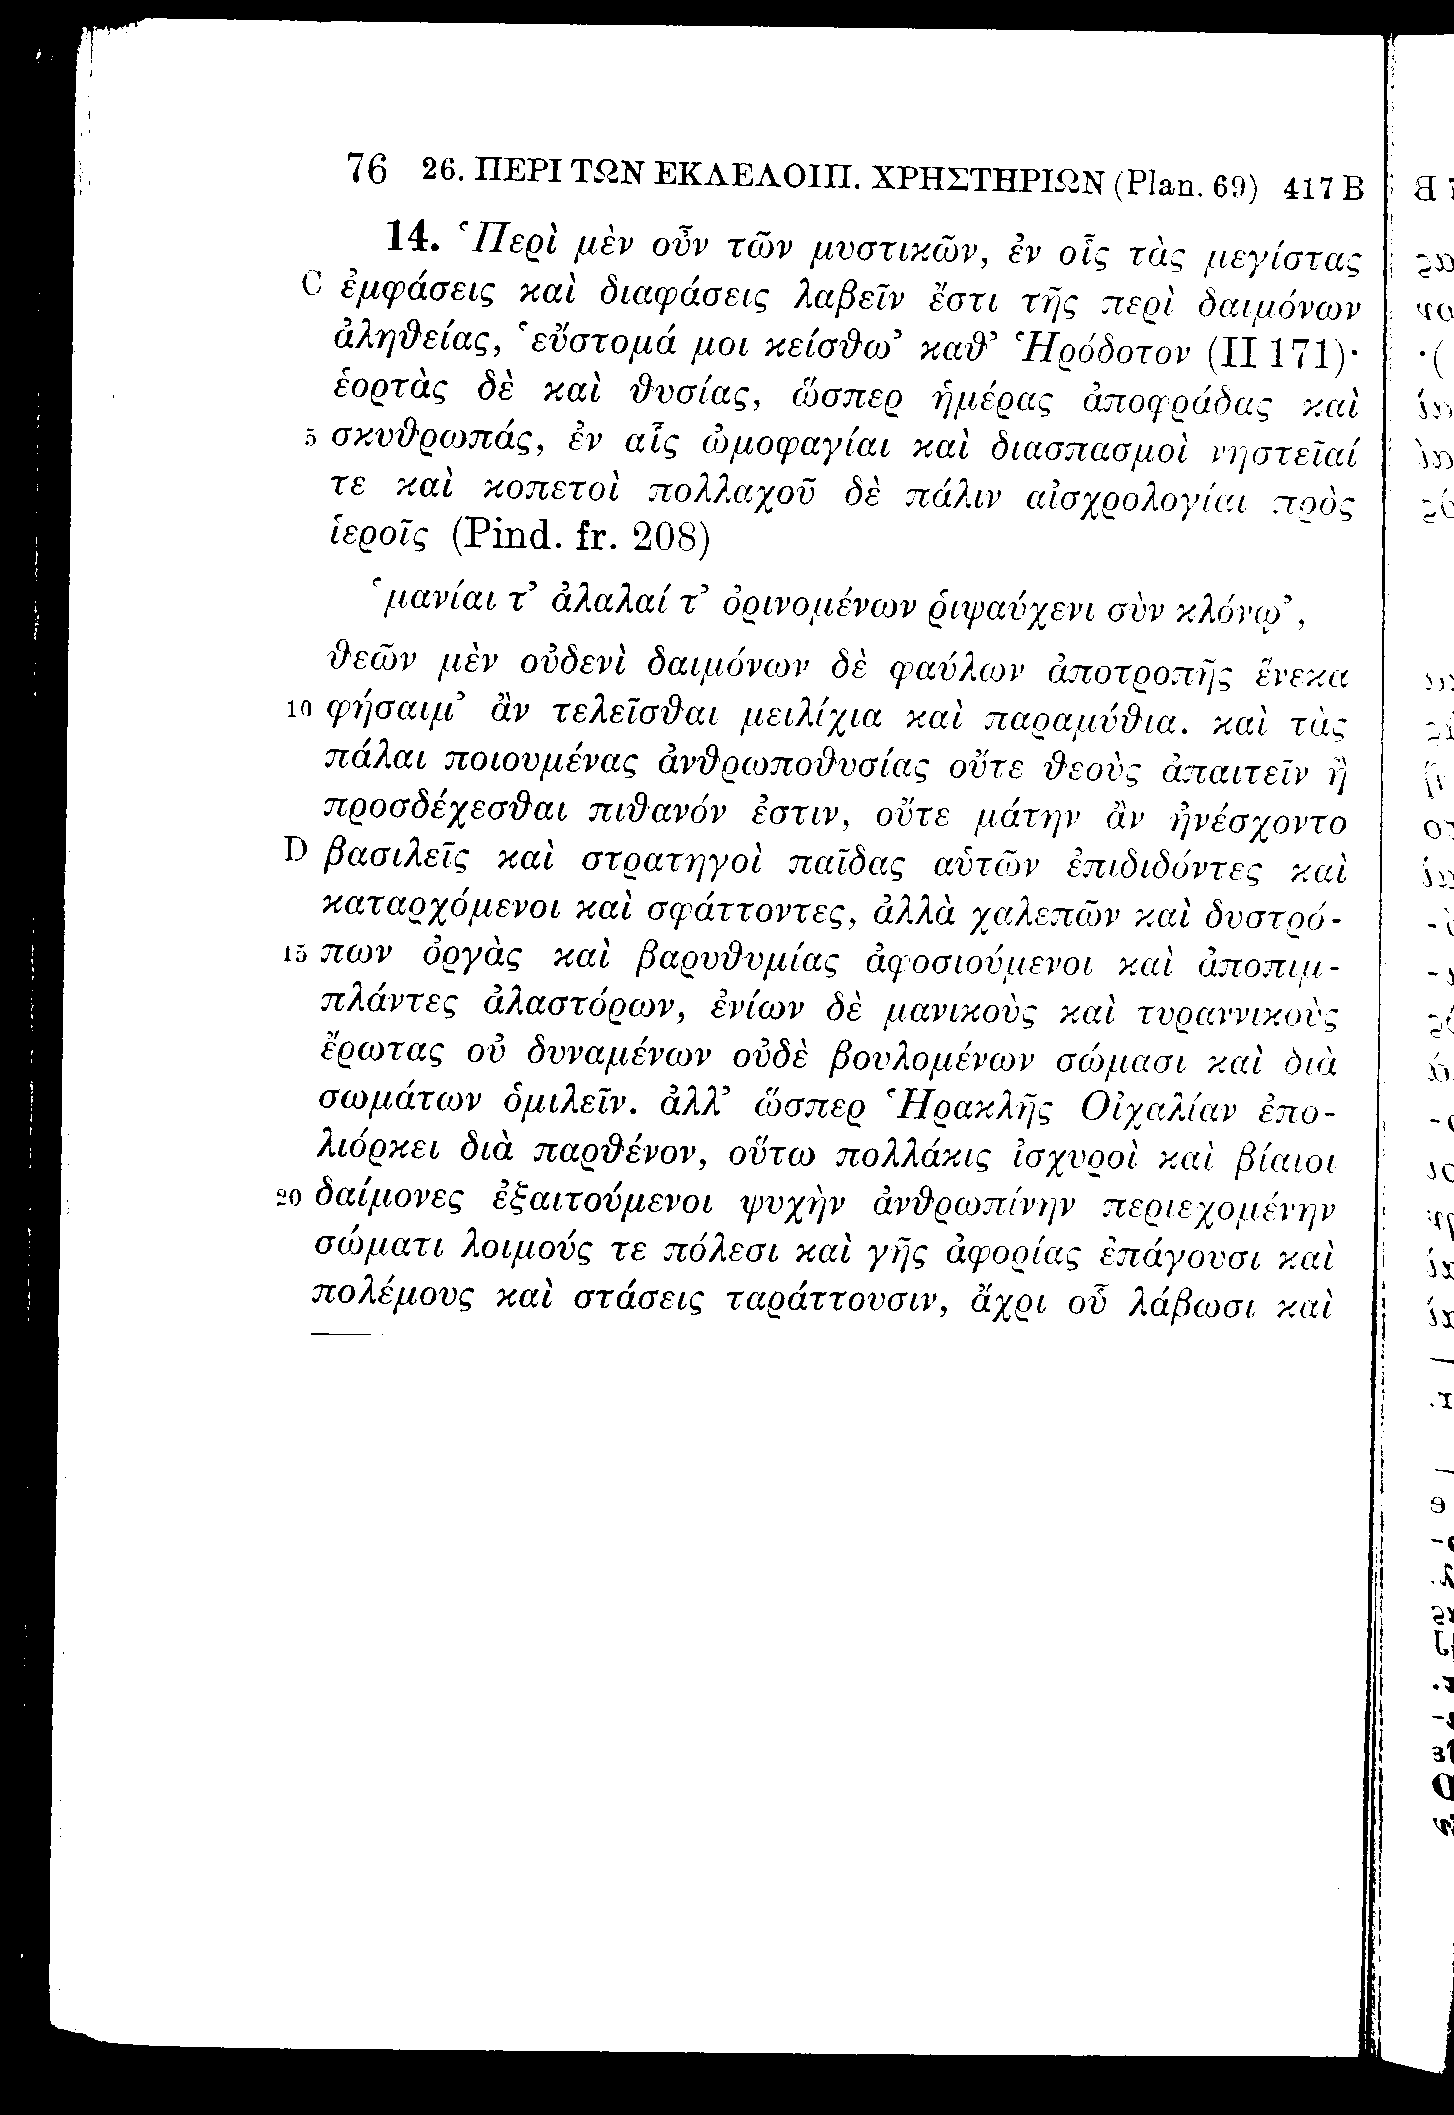 76 26. ΠΕΡΙ ΤΩΝ ΕΚΛΕΛΟΙΠ. ΧΡΗΣΤΗΡΙΩΝ (Plan. 69) 417 B
14. ‘Περὶ μὲν οὖν τῶν μυστικῶν, ἐν οἷς τὰς μεγίστας
C ἐμφάσεις καὶ διαφάσεις λαβεῖν ἔστι τῆς περὶ δαιμόνων
ἀληθείας, ‘εὔστομά μοι κείσθω’ καθ’ Ἡρόδοτον (II 171)·
ἑορτὰς δὲ καὶ θυσίας, ὥσπερ ἡμέρας ἀποφράδας καὶ
5 σκυθρωπάς, ἐν αἷς ὠμοφαγίαι καὶ διασπασμοὶ νηστεῖαί
τε καὶ κοπετοὶ πολλαχοῦ δὲ πάλιν αἰσχρολογίαι πρὸς
ἱεροῖς (Pind. fr. 208)
‘μανίαι τ’ ἀλαλαί τ’ ὀρινομένων ῥιψαύχενι σὺν κλόνῳ’,
θεῶν μὲν οὐδενὶ δαιμόνων δὲ φαύλων ἀποτροπῆς ἕνεκα
10 φήσαιμ’ ἂν τελεῖσθαι μειλίχια καὶ παραμύθια. καὶ τὰς
πάλαι ποιουμένας ἀνθρωποθυσίας οὔτε θεοὺς ἀπαιτεῖν ἢ
προσδέχεσθαι πιθανόν ἐστιν, οὔτε μάτην ἂν ἠνέσχοντο
D βασιλεῖς καὶ στρατηγοὶ παῖδας αὑτῶν ἐπιδιδόντες καὶ
καταρχόμενοι καὶ σφάττοντες, ἀλλὰ χαλεπῶν καὶ δυστρό-
15 πων ὀργὰς καὶ βαρυθυμίας ἀφοσιούμενοι καὶ ἀποπιμ-
πλάντες ἀλαστόρων, ἐνίων δὲ μανικοὺς καὶ τυραννικοὺς
ἔρωτας οὐ δυναμένων οὐδὲ βουλομένων σώμασι καὶ διὰ
σωμάτων ὁμιλεῖν. ἀλλ’ ὥσπερ Ἡρακλῆς Οἰχαλίαν ἐπο-
λιόρκει διὰ παρθένον, οὕτω πολλάκις ἰσχυροὶ καὶ βίαιοι
20 δαίμονες ἐξαιτούμενοι ψυχὴν ἀνθρωπίνην περιεχομένην
σώματι λοιμούς τε πόλεσι καὶ γῆς ἀφορίας ἐπάγουσι καὶ
πολέμους καὶ στάσεις ταράττουσιν, ἄχρι οὗ λάβωσι καὶ